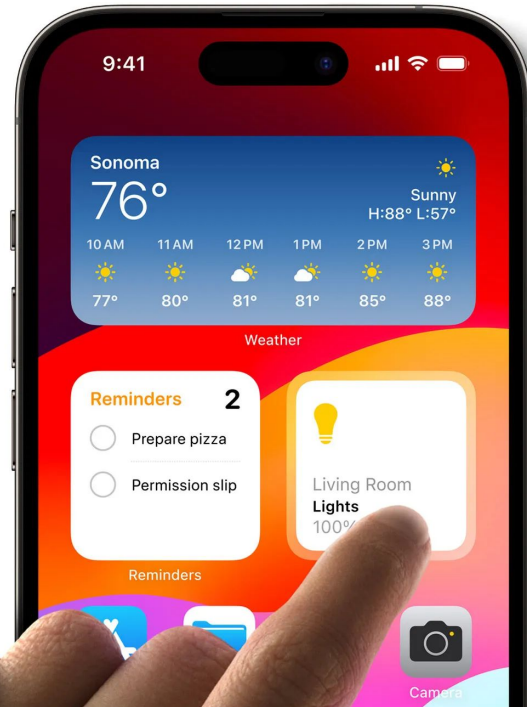 9:41
Sonoma
76°
Sunny
H:88° L:57°
10 AM 11 AM 12 PM 1 PM 2 PM 3 PM
77° 80° 81° 81° 85° 88°
Weather
Reminders 2
Prepare pizza
Permission slip
Reminders
Living Room
Lights
100%
Camera